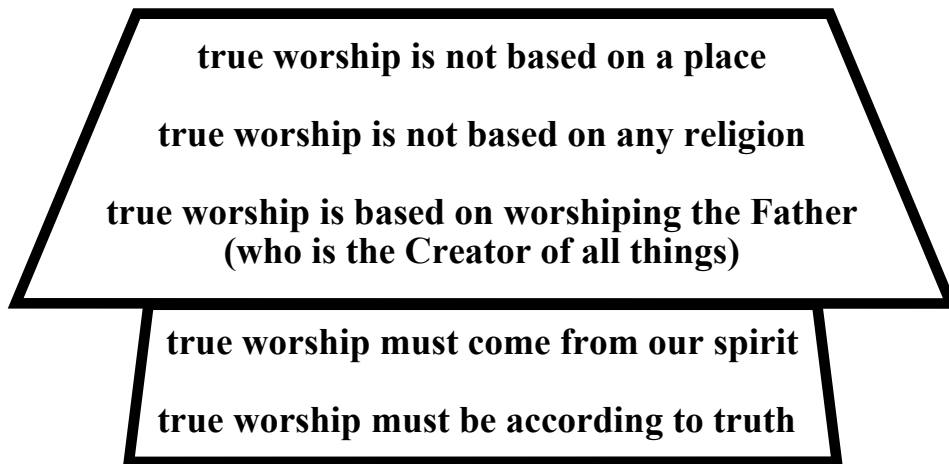 true worship is not based on a place
true worship is not based on any religion
true worship is based on worshiping the Father
(who is the Creator of all things)
true worship must come from our spirit
true worship must be according to truth